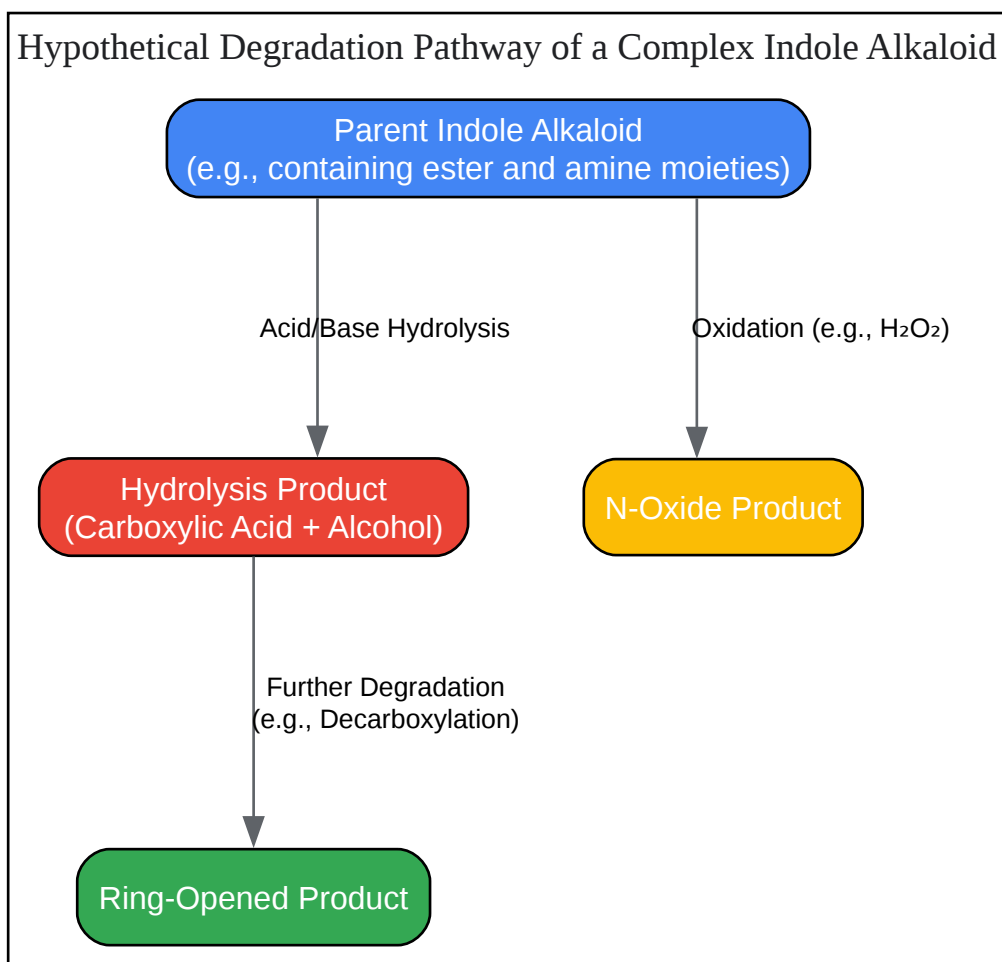 Hypothetical Degradation Pathway of a Complex Indole Alkaloid
Parent Indole Alkaloid
(e.g., containing ester and amine moieties)
Acid/Base Hydrolysis
Oxidation (e.g., H₂O₂)
Hydrolysis Product
(Carboxylic Acid + Alcohol)
N-Oxide Product
Further Degradation
(e.g., Decarboxylation)
Ring-Opened Product